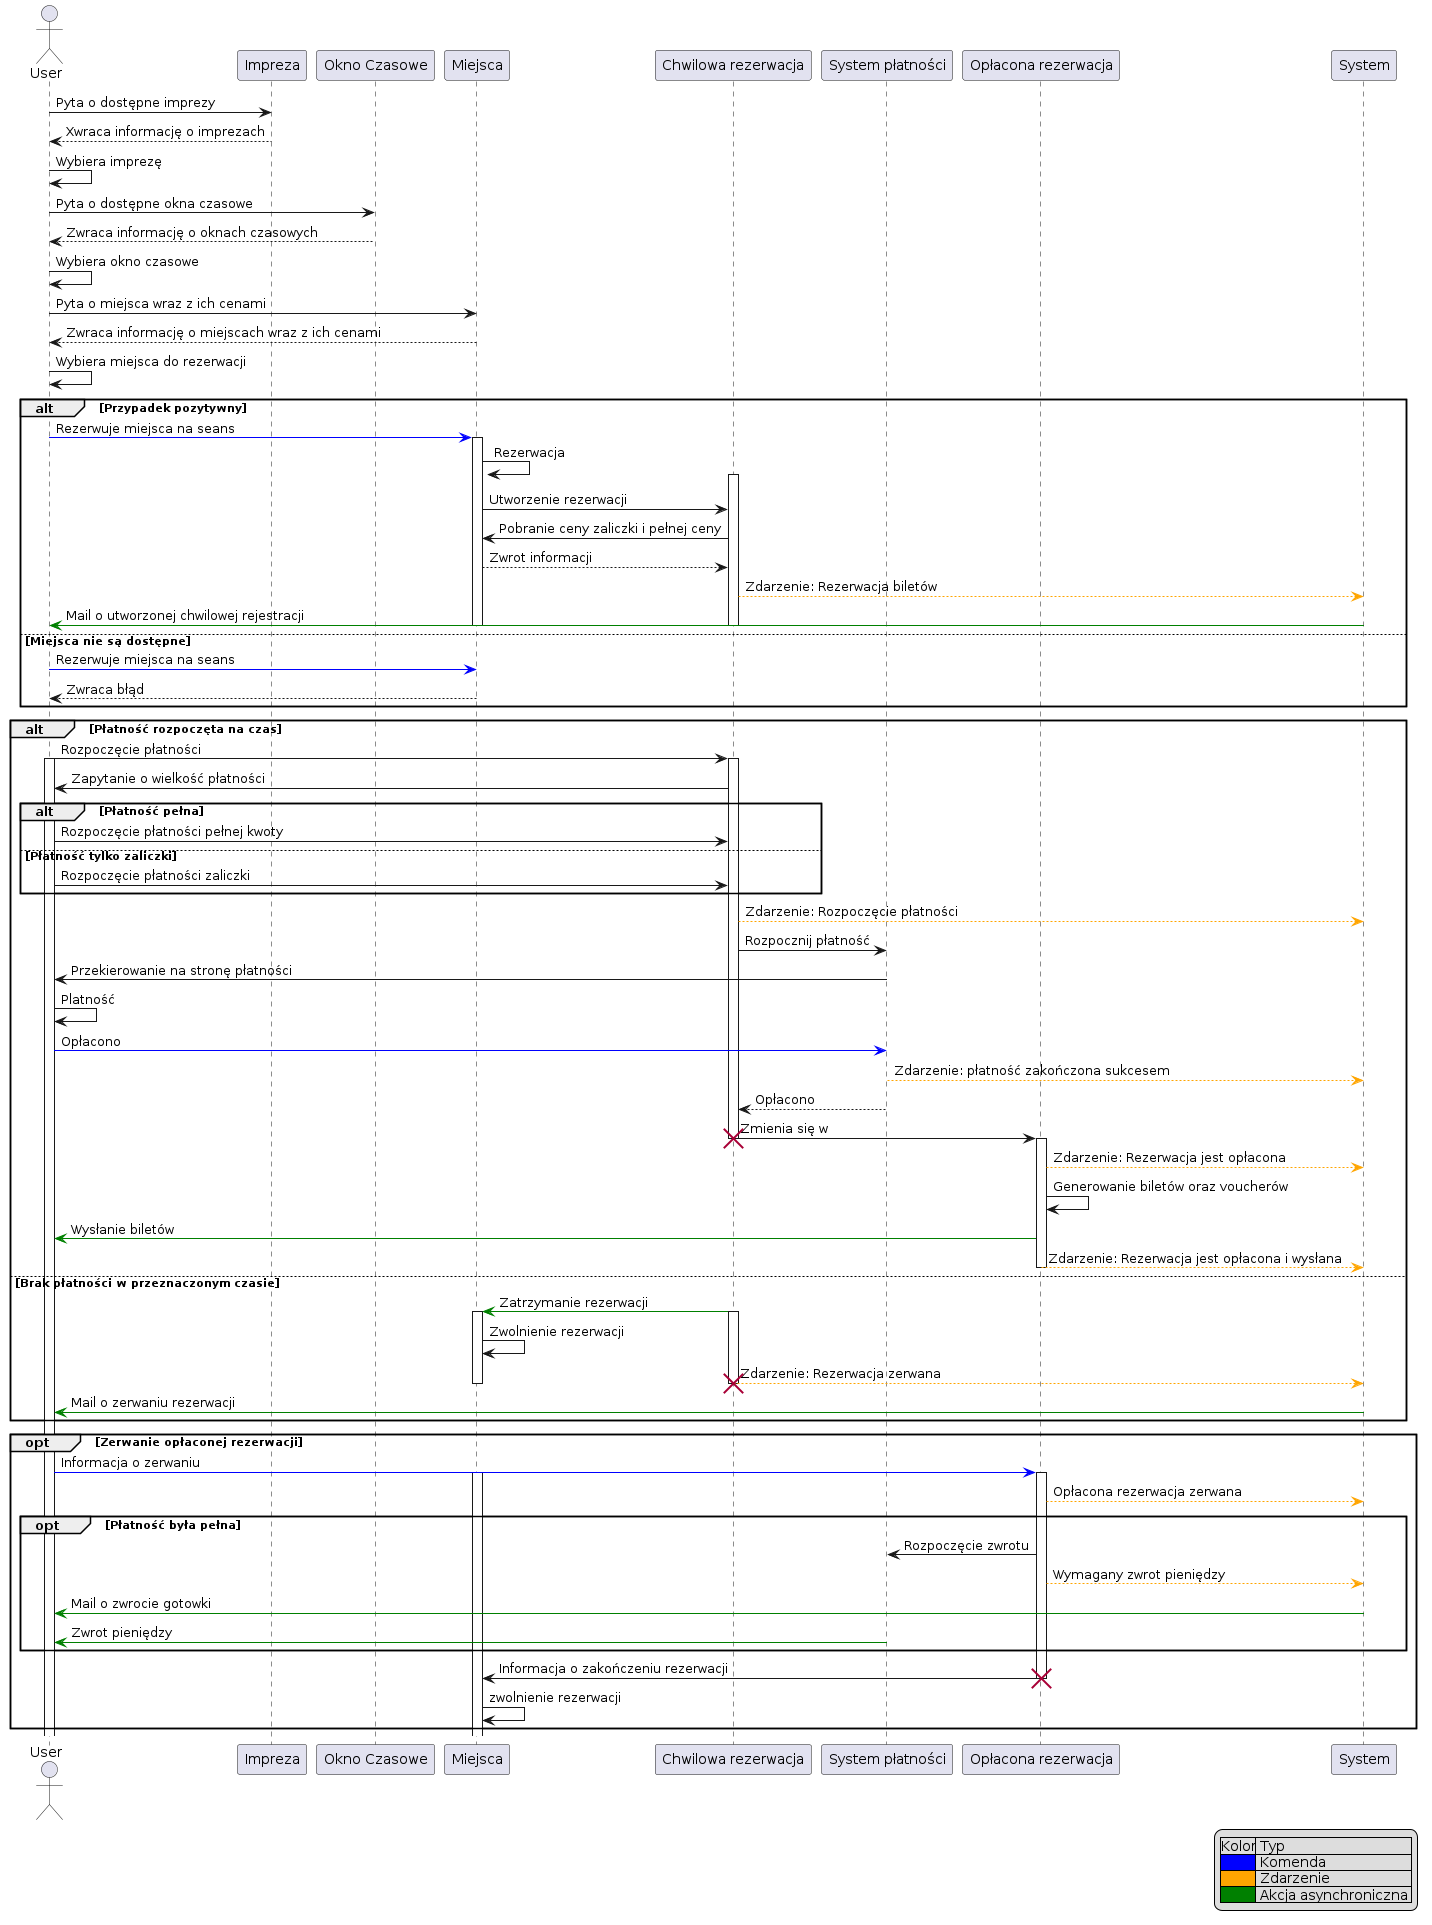 User
Impreza
Okno Czasowe
Miejsca
Chwilowa rezerwacja
System płatności
Opłacona rezerwacja
System
Pyta o dostępne imprezy
Xwraca informację o imprezach
Wybiera imprezę
Pyta o dostępne okna czasowe
Zwraca informację o oknach czasowych
Wybiera okno czasowe
Pyta o miejsca wraz z ich cenami
Zwraca informację o miejscach wraz z ich cenami
Wybiera miejsca do rezerwacji
alt [Przypadek pozytywny]
Rezerwuje miejsca na seans
Rezerwacja
Utworzenie rezerwacji
Pobranie ceny zaliczki i pełnej ceny
Zwrot informacji
Zdarzenie: Rezerwacja biletów
Mail o utworzonej chwilowej rejestracji
[Miejsca nie są dostępne]
Rezerwuje miejsca na seans
Zwraca błąd
alt [Płatność rozpoczęta na czas]
Rozpoczęcie płatności
Zapytanie o wielkość płatności
alt [Płatność pełna]
Rozpoczęcie płatności pełnej kwoty
[Płatność tylko zaliczki]
Rozpoczęcie płatności zaliczki
Zdarzenie: Rozpoczęcie płatności
Rozpocznij płatność
Przekierowanie na stronę płatności
Platność
Opłacono
Zdarzenie: płatność zakończona sukcesem
Opłacono
Zmienia się w
Zdarzenie: Rezerwacja jest opłacona
Generowanie biletów oraz voucherów
Wysłanie biletów
Zdarzenie: Rezerwacja jest opłacona i wysłana
[Brak płatności w przeznaczonym czasie]
Zatrzymanie rezerwacji
Zwolnienie rezerwacji
Zdarzenie: Rezerwacja zerwana
Mail o zerwaniu rezerwacji
opt [Zerwanie opłaconej rezerwacji]
Informacja o zerwaniu
Opłacona rezerwacja zerwana
opt [Płatność była pełna]
Rozpoczęcie zwrotu
Wymagany zwrot pieniędzy
Mail o zwrocie gotowki
Zwrot pieniędzy
Informacja o zakończeniu rezerwacji
zwolnienie rezerwacji
User
Impreza
Okno Czasowe
Miejsca
Chwilowa rezerwacja
System płatności
Opłacona rezerwacja
System
Kolor Typ
Komenda
Zdarzenie
Akcja asynchroniczna